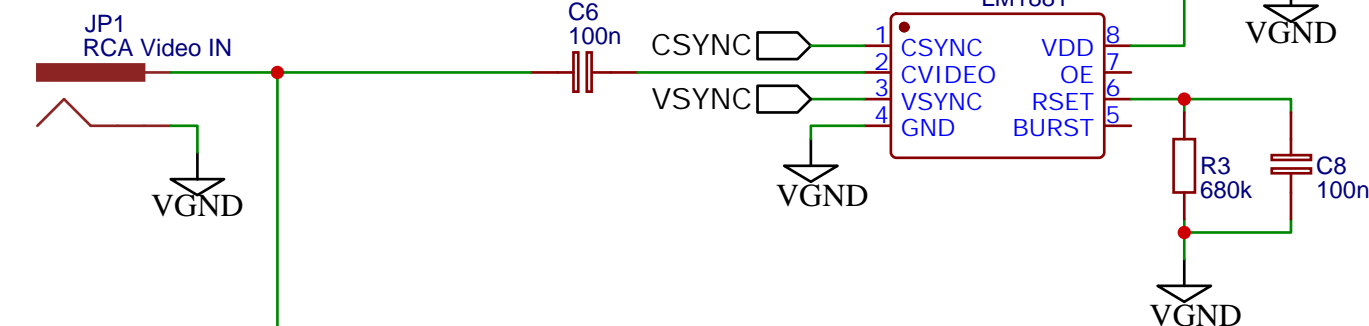 LM1881
VGND
JP1
RCA Video IN
C6
100n
CSYNC
VSYNC
1
2
3
4
CSYNC
CVIDEO
VSYNC
GND
VDD
OE
RSET
BURST
8
7
6
5
VGND
VGND
R3
680k
C8
100n
VGND